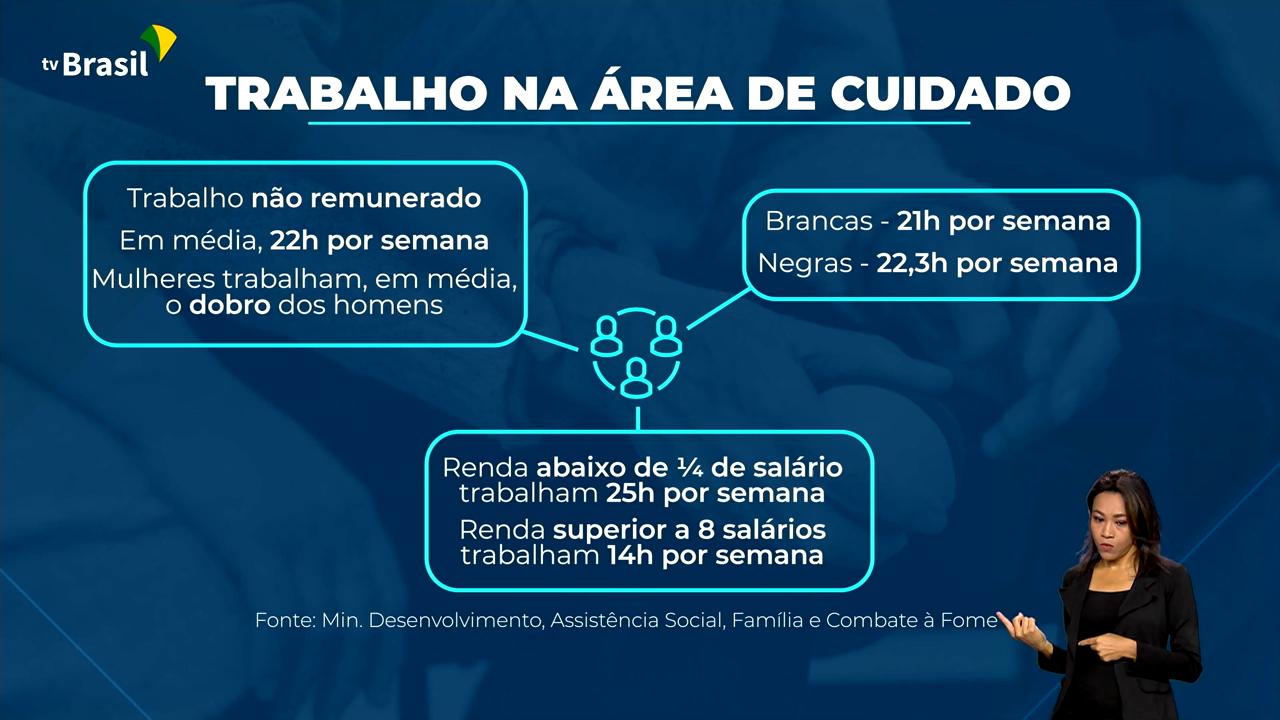 tv Brasil
TRABALHO NA ÁREA DE CUIDADO
Trabalho não remunerado
Em média, 22h por semana
Mulheres trabalham, em média,
o dobro dos homens
Brancas - 21h por semana
Negras - 22,3h por semana
Renda abaixo de ¼ de salário
trabalham 25h por semana
Renda superior a 8 salários
trabalham 14h por semana
Fonte: Min. Desenvolvimento, Assistência Social, Família e Combate à Fome